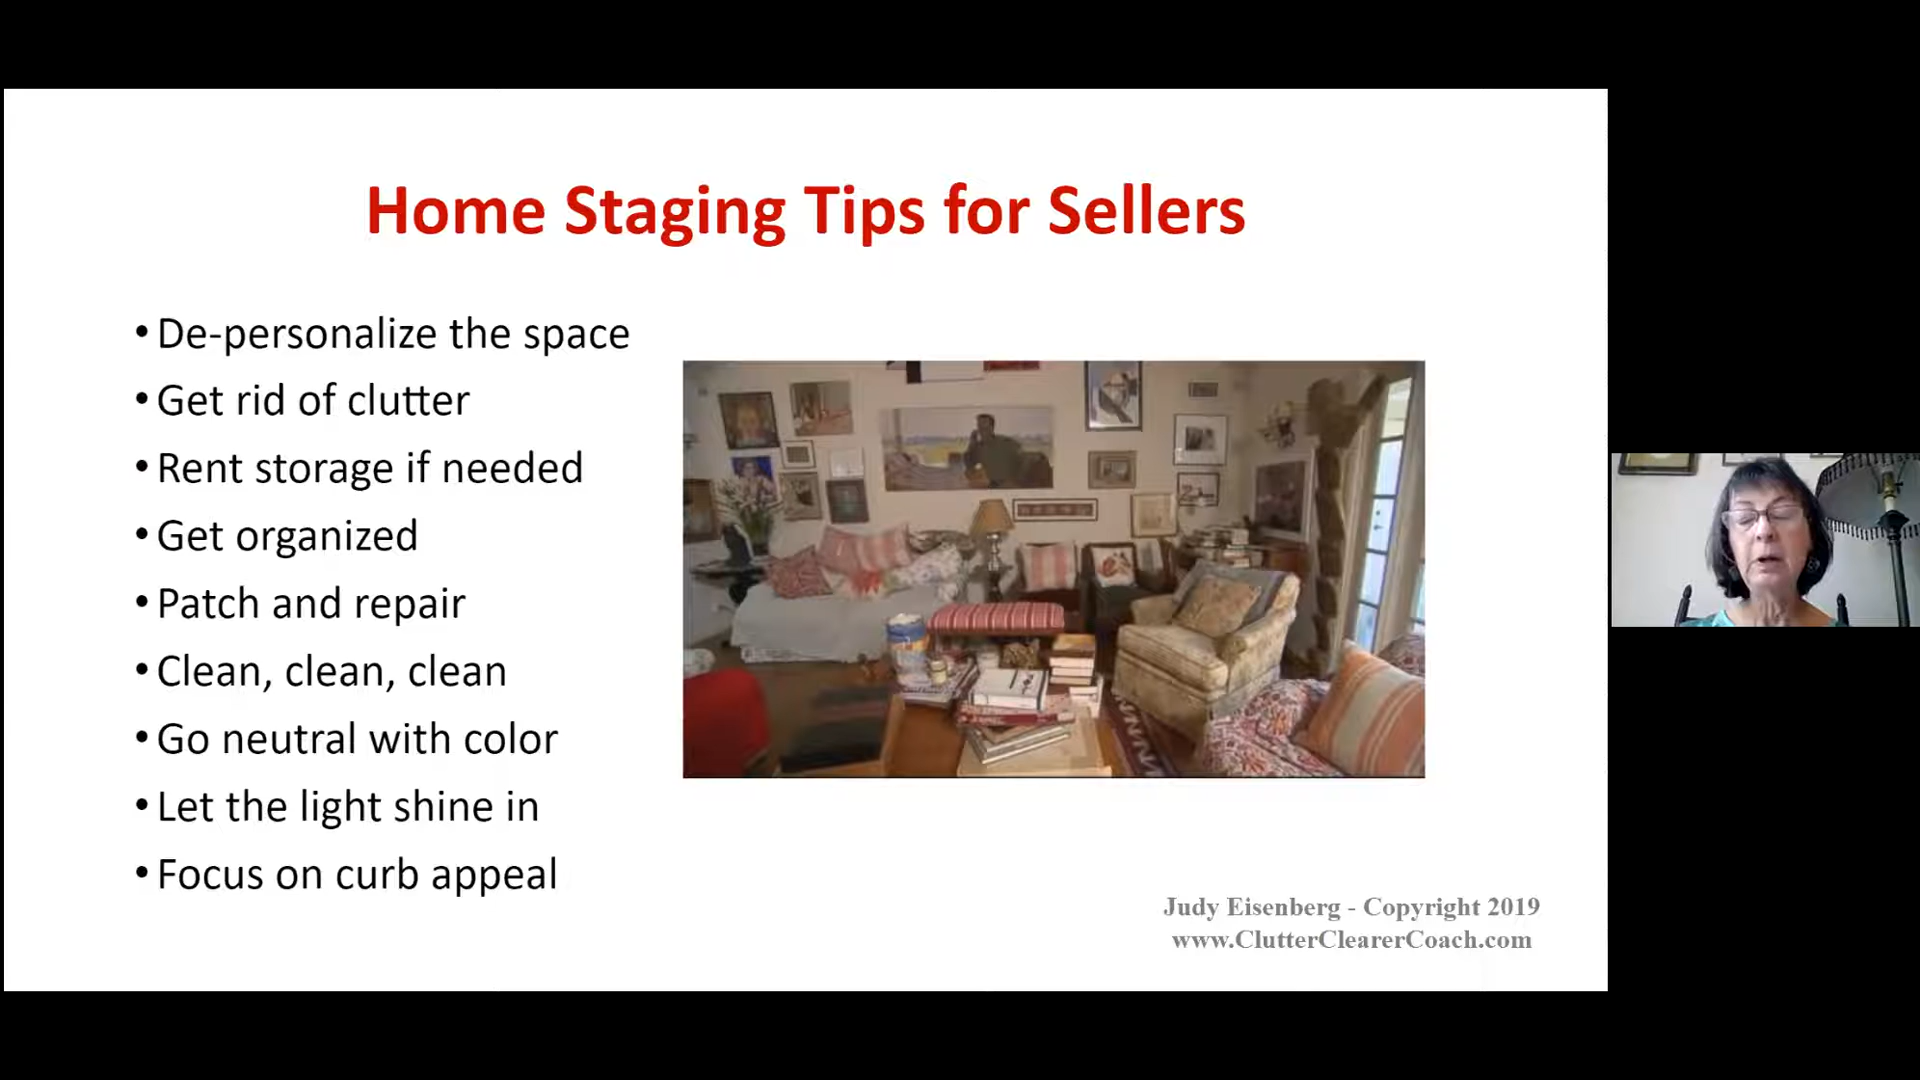 Home Staging Tips for Sellers
• De-personalize the space
• Get rid of clutter
• Rent storage if needed
• Get organized
• Patch and repair
• Clean, clean, clean
• Go neutral with color
• Let the light shine in
• Focus on curb appeal
Judy Eisenberg - Copyright 2019
www.ClutterClearerCoach.com